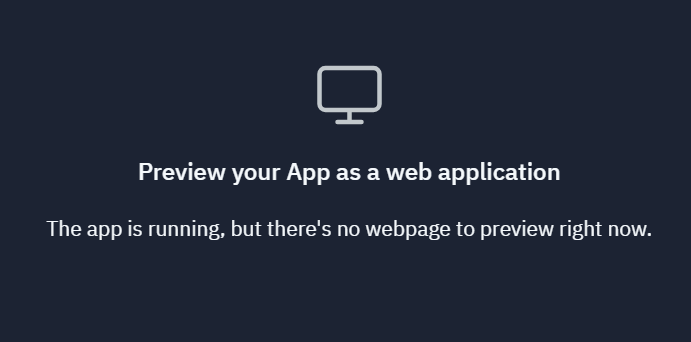 Preview your App as a web application
The app is running, but there's no webpage to preview right now.